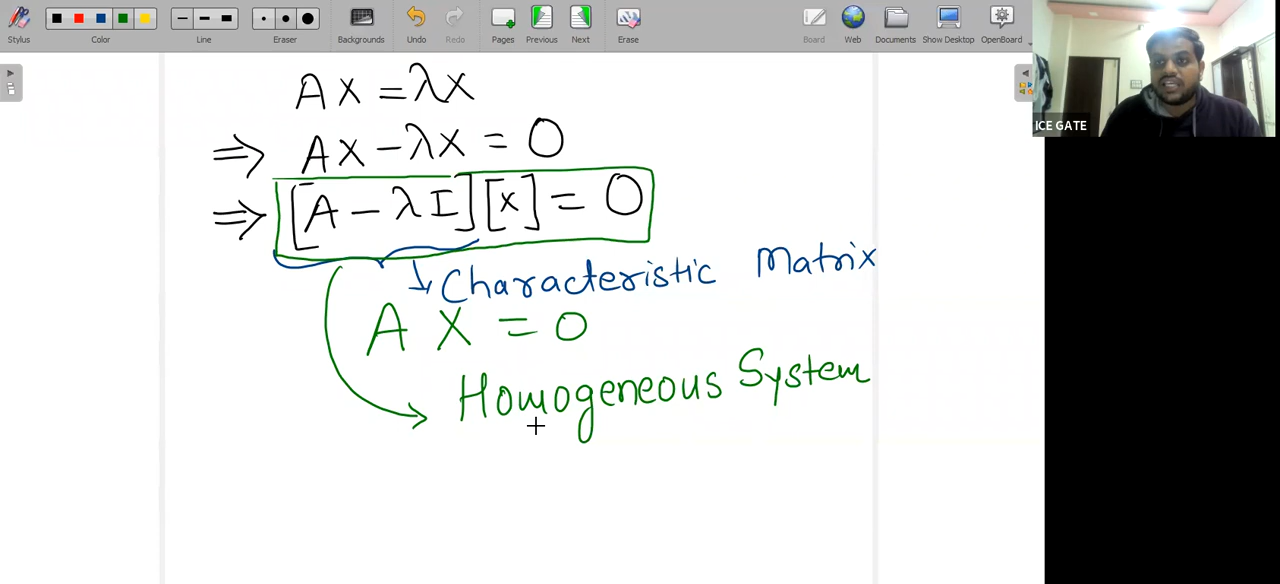 Stylus
Color
Line
Eraser
Backgrounds
Undo
Redo
Pages
Previous
Next
Erase
Board
Web
Documents
Show Desktop
OpenBoard
ICE GATE
AX = λX
⇒ AX − λX = 0
⇒ [A − λI][X] = 0
↳ Characteristic Matrix
A X = 0
→ Homogeneous System